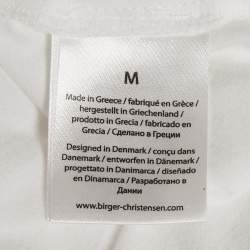 M
Made in Greece / fabriqué en Grèce /
hergestellt in Griechenland /
prodotto in Grecia / fabricado en
Grecia / Сделано в Греции
Designed in Denmark / conçu dans
Danemark / entworfen in Dänemark /
progettato in Danimarca / diseñado
en Dinamarca / Разработано в
Дании
www.birger-christensen.com